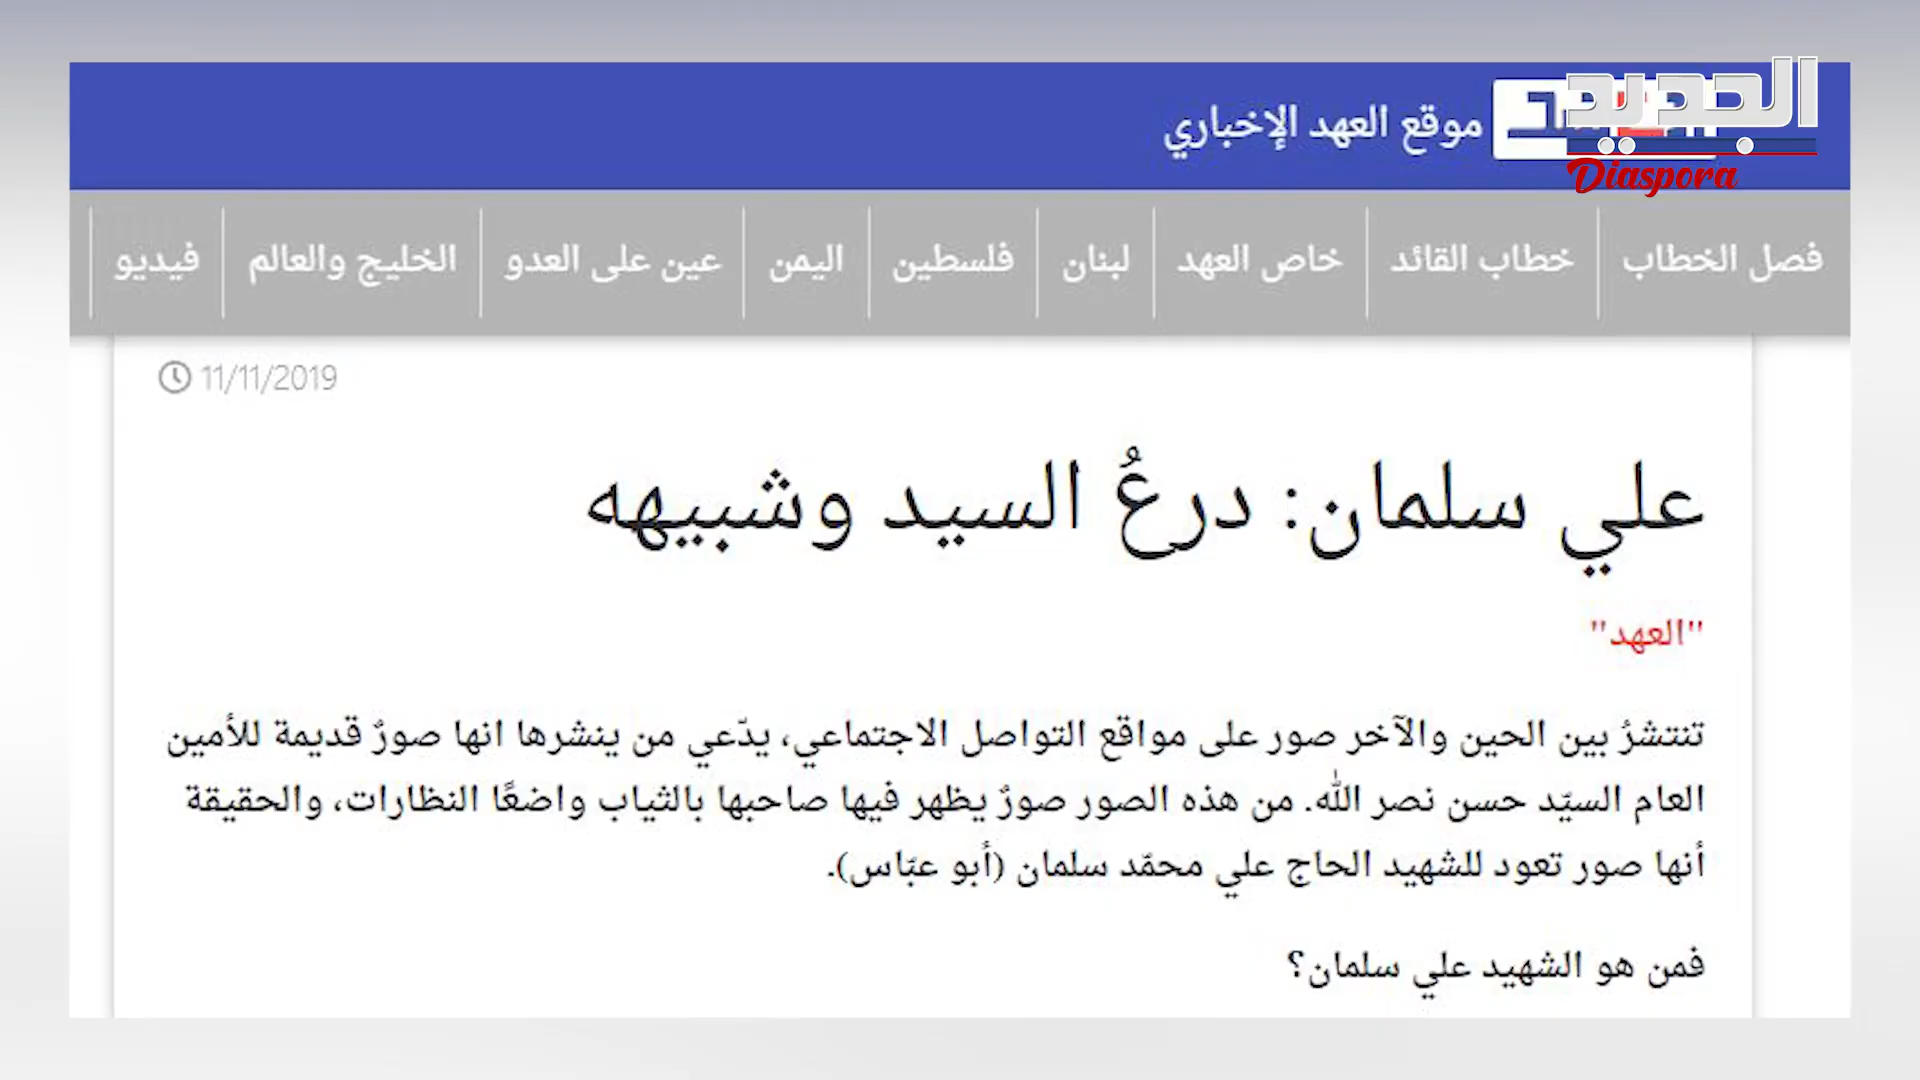 الجديد
Diaspora
موقع العهد الإخباري
فصل الخطاب
خطاب القائد
خاص العهد
لبنان
فلسطين
اليمن
عين على العدو
الخليج والعالم
فيديو
11/11/2019
علي سلمان: درعُ السيد وشبيهه
"العهد"
تنتشرُ بين الحين والآخر صور على مواقع التواصل الاجتماعي، يدّعي من ينشرها انها صورٌ قديمة للأمين
العام السيّد حسن نصر الله. من هذه الصور صورٌ يظهر فيها صاحبها بالثياب واضعًا النظارات، والحقيقة
أنها صور تعود للشهيد الحاج علي محمّد سلمان (أبو عبّاس).
فمن هو الشهيد علي سلمان؟